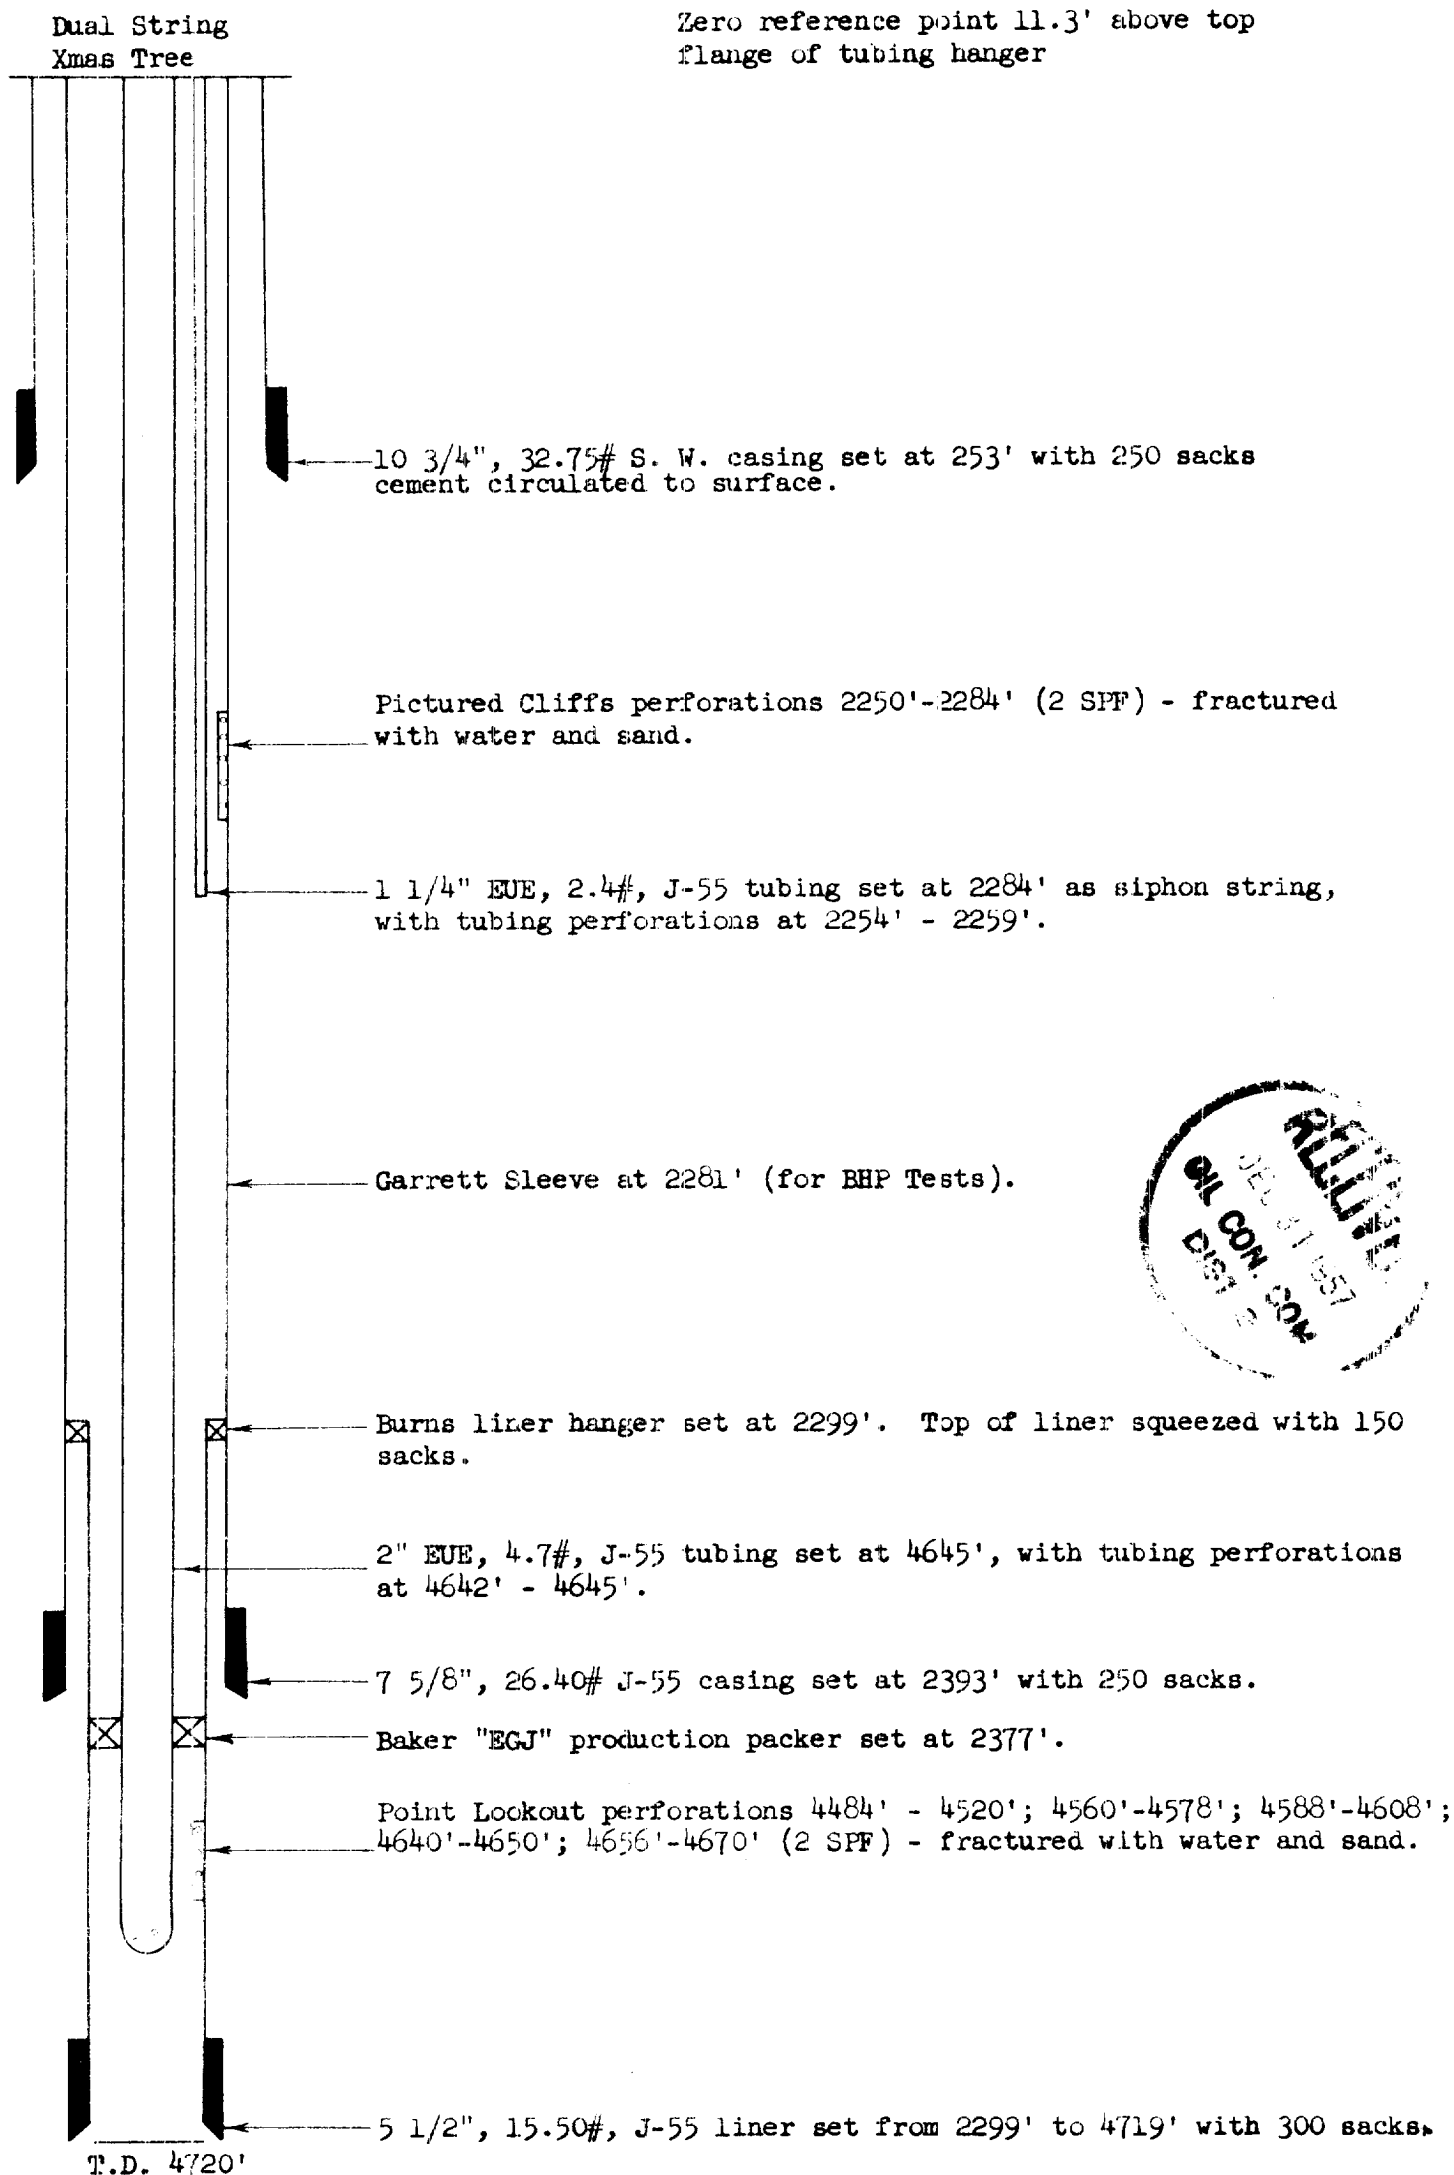 Dual String
Xmas Tree
Zero reference point 11.3' above top
flange of tubing hanger
10 3/4", 32.75# S. W. casing set at 253' with 250 sacks
cement circulated to surface.
Pictured Cliffs perforations 2250'-2284' (2 SPF) - fractured
with water and sand.
1 1/4" EUE, 2.4#, J-55 tubing set at 2284' as siphon string,
with tubing perforations at 2254' - 2259'.
Garrett Sleeve at 2281' (for BHP Tests).
OIL CON. COM
DIST
Burns liner hanger set at 2299'. Top of liner squeezed with 150
sacks.
2" EUE, 4.7#, J-55 tubing set at 4645', with tubing perforations
at 4642' - 4645'.
7 5/8", 26.40# J-55 casing set at 2393' with 250 sacks.
Baker "EGJ" production packer set at 2377'.
Point Lookout perforations 4484' - 4520'; 4560'-4578'; 4588'-4608';
4640'-4650'; 4656'-4670' (2 SPF) - fractured with water and sand.
5 1/2", 15.50#, J-55 liner set from 2299' to 4719' with 300 sacks.
T.D. 4720'